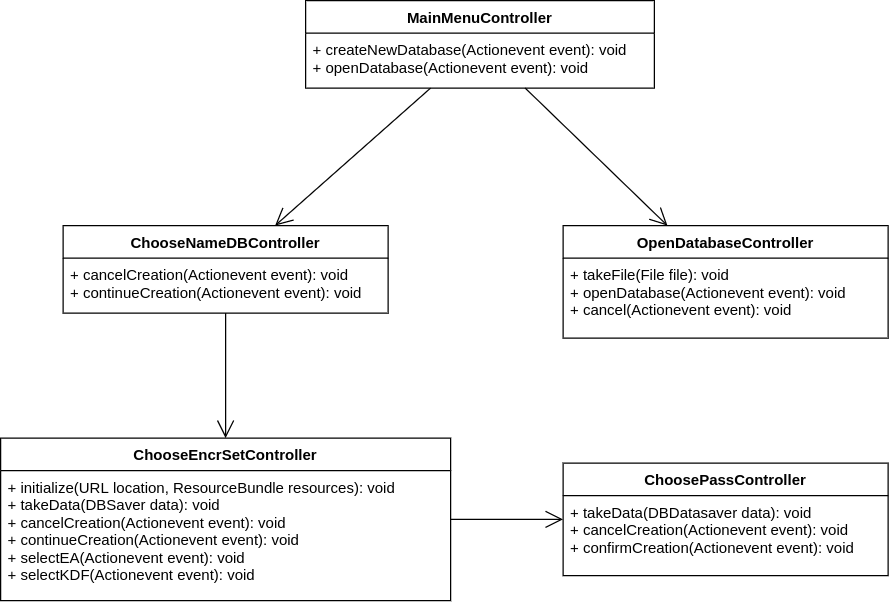 MainMenuController
+ createNewDatabase(Actionevent event): void
+ openDatabase(Actionevent event): void
ChooseNameDBController
+ cancelCreation(Actionevent event): void
+ continueCreation(Actionevent event): void
OpenDatabaseController
+ takeFile(File file): void
+ openDatabase(Actionevent event): void
+ cancel(Actionevent event): void
ChooseEncrSetController
+ initialize(URL location, ResourceBundle resources): void
+ takeData(DBSaver data): void
+ cancelCreation(Actionevent event): void
+ continueCreation(Actionevent event): void
+ selectEA(Actionevent event): void
+ selectKDF(Actionevent event): void
ChoosePassController
+ takeData(DBDatasaver data): void
+ cancelCreation(Actionevent event): void
+ confirmCreation(Actionevent event): void